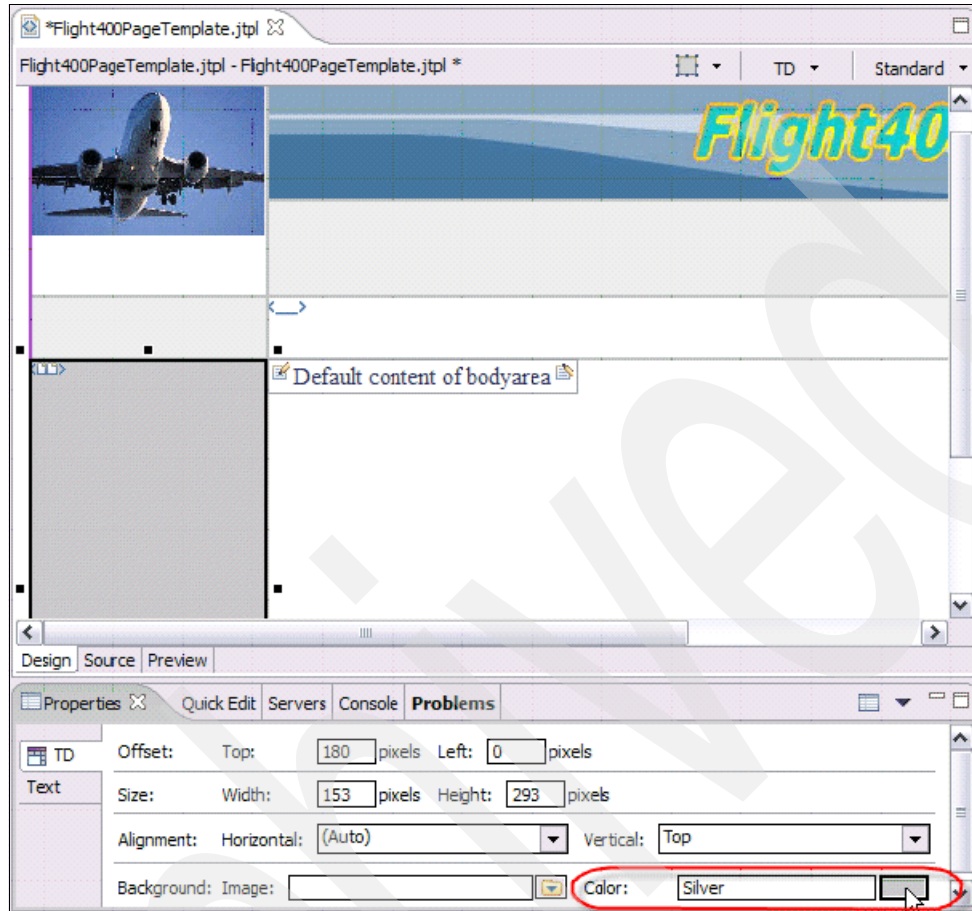 *Flight400PageTemplate.jtpl
Flight400PageTemplate.jtpl - Flight400PageTemplate.jtpl * TD Standard
Flight40
Default content of bodyarea
Design Source Preview
Properties Quick Edit Servers Console Problems
TD Offset: Top: 180 pixels Left: 0 pixels
Text Size: Width: 153 pixels Height: 293 pixels
Alignment: Horizontal: (Auto) Vertical: Top
Background: Image: Color: Silver